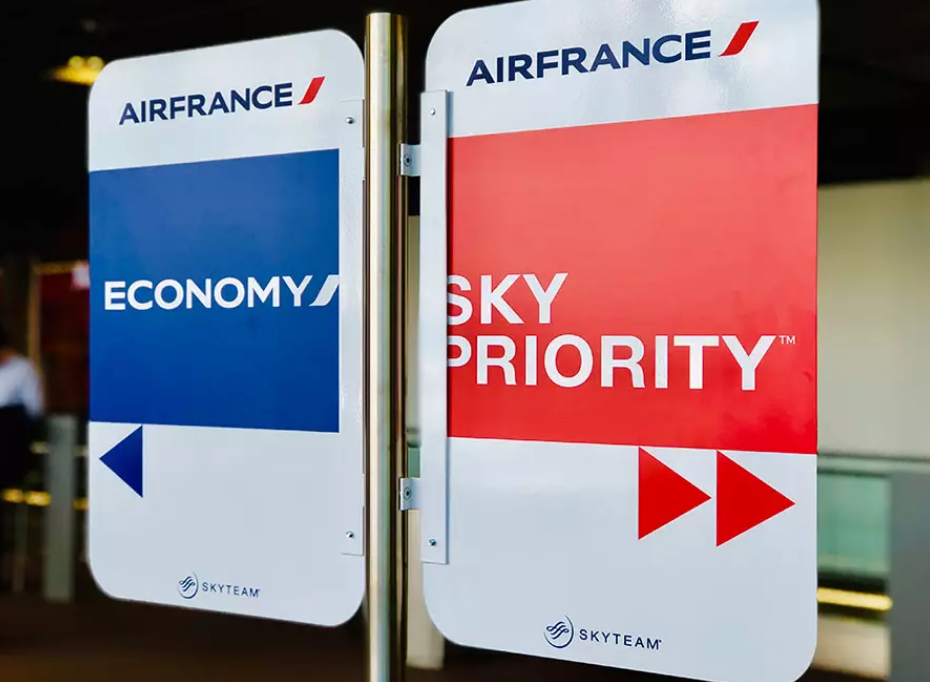 AIRFRANCE
ECONOMY
SKYTEAM
AIRFRANCE
SKY
PRIORITY™
SKYTEAM